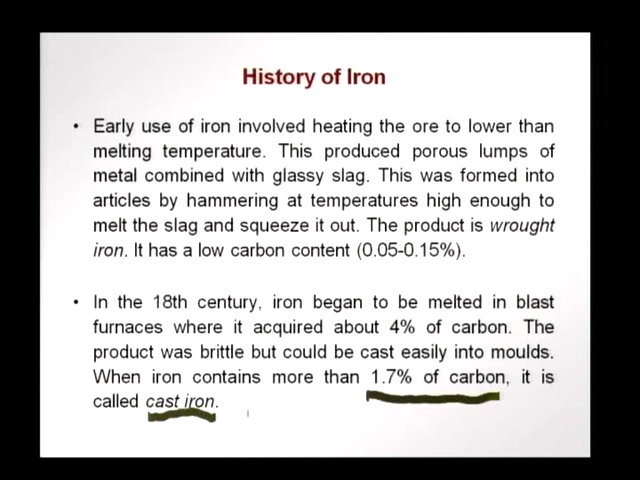 History of Iron
• Early use of iron involved heating the ore to lower than
melting temperature. This produced porous lumps of
metal combined with glassy slag. This was formed into
articles by hammering at temperatures high enough to
melt the slag and squeeze it out. The product is wrought
iron. It has a low carbon content (0.05-0.15%).
• In the 18th century, iron began to be melted in blast
furnaces where it acquired about 4% of carbon. The
product was brittle but could be cast easily into moulds.
When iron contains more than 1.7% of carbon, it is
called cast iron.